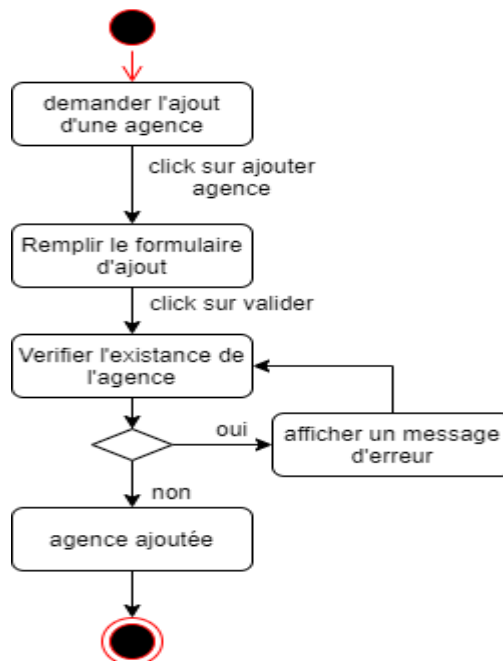 demander l'ajout
d'une agence
click sur ajouter
agence
Remplir le formulaire
d'ajout
click sur valider
Verifier l'existance de
l'agence
oui
afficher un message
d'erreur
non
agence ajoutée